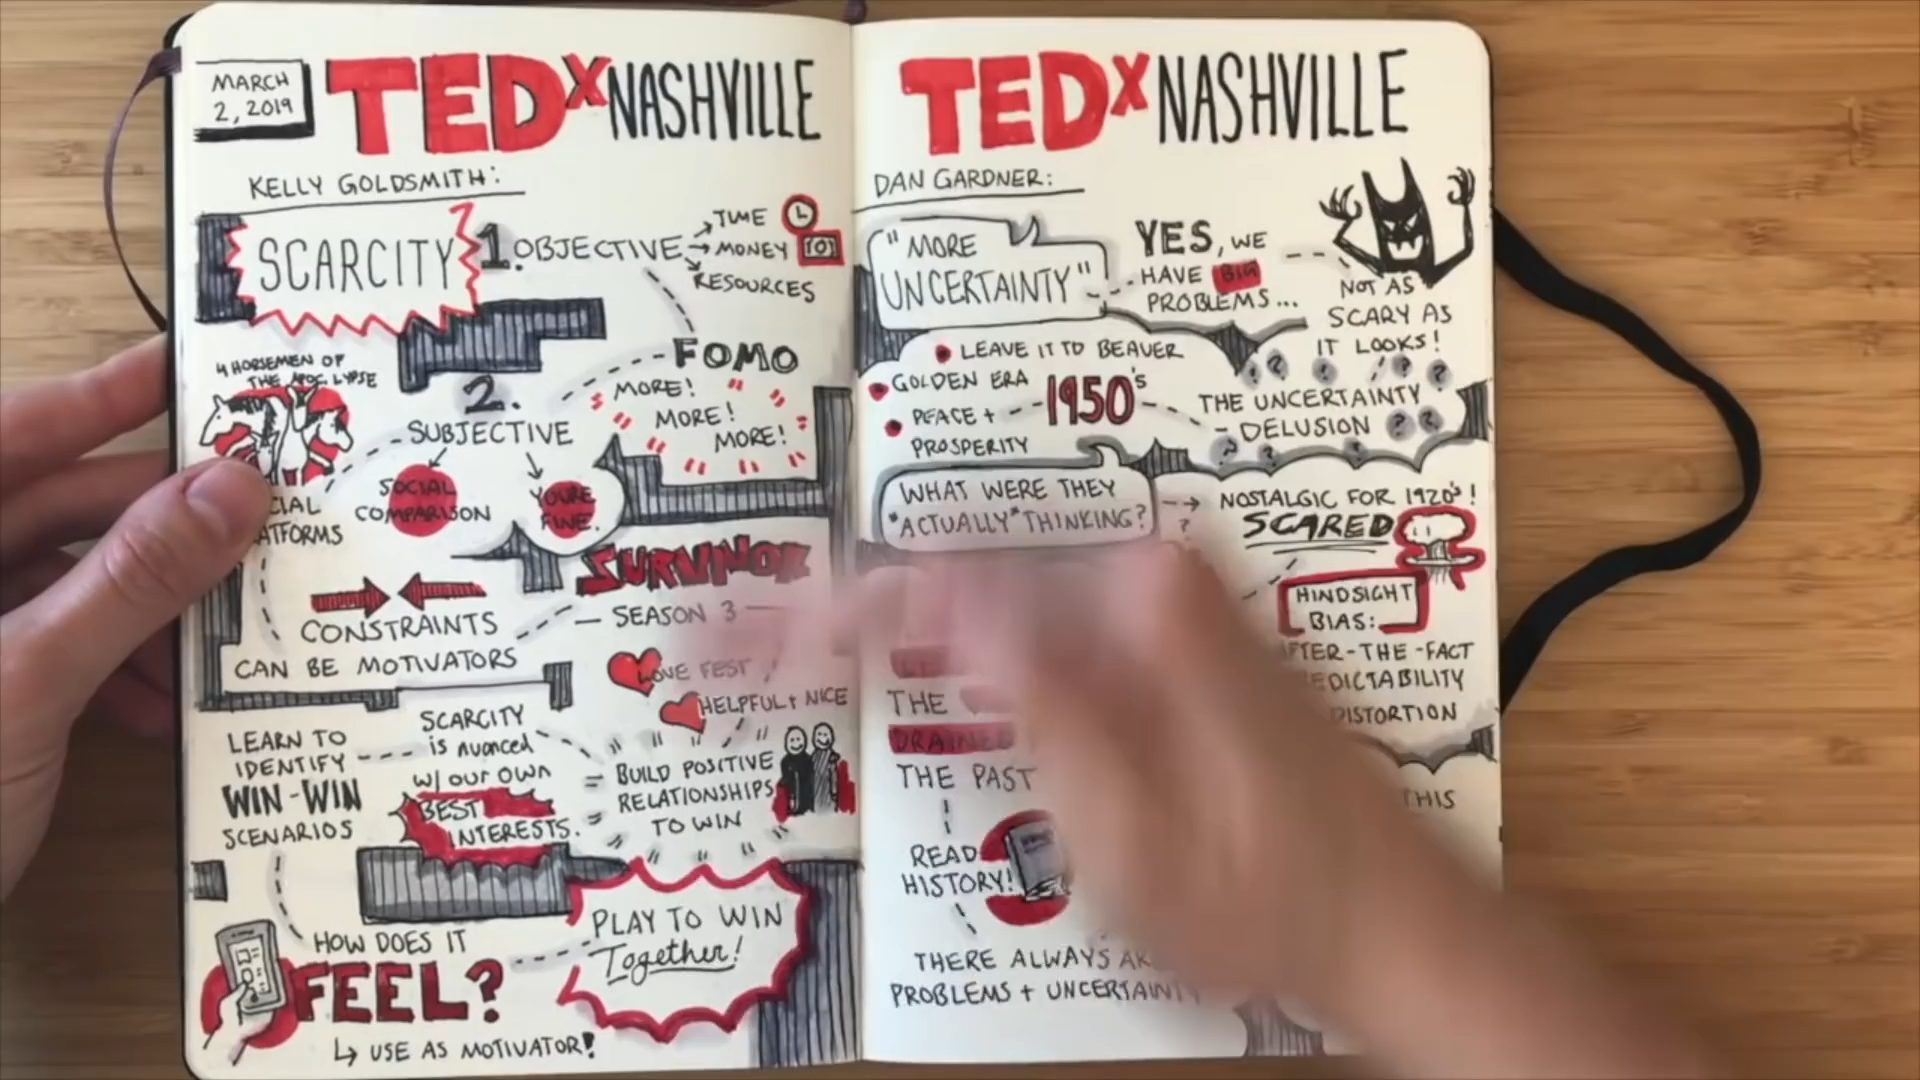 MARCH
2, 2019
TEDX NASHVILLE
KELLY GOLDSMITH:
SCARCITY
1. OBJECTIVE
TIME
MONEY
RESOURCES
FOMO
MORE!
MORE!
MORE!
4 HORSEMEN OF
THE
2.
SUBJECTIVE
SOCIAL
COMPARISON
YOU'RE
FINE.
SURVIVOR
SEASON 3
CONSTRAINTS
CAN BE MOTIVATORS
LOVE FEST
HELPFUL + NICE
BUILD POSITIVE
RELATIONSHIPS
TO WIN
SCARCITY
is nuanced
w/ our own
BEST
INTERESTS.
LEARN TO
IDENTIFY
WIN-WIN
SCENARIOS
HOW DOES IT
FEEL?
↳ USE AS MOTIVATOR!
PLAY TO WIN
Together!
TEDX NASHVILLE
DAN GARDNER:
"MORE
UNCERTAINTY"
YES, WE
HAVE BIG
PROBLEMS...
NOT AS
SCARY AS
IT LOOKS!
LEAVE IT TO BEAVER
GOLDEN ERA
PEACE +
PROSPERITY
1950's
THE UNCERTAINTY
DELUSION
WHAT WERE THEY
"ACTUALLY" THINKING?
NOSTALGIC FOR 1920's!
SCARED
HINDSIGHT
BIAS:
AFTER-THE-FACT
DISTORTION
THE
THE PAST
THIS
READ
HISTORY!
THERE ALWAYS
PROBLEMS + UNCERTAINTY